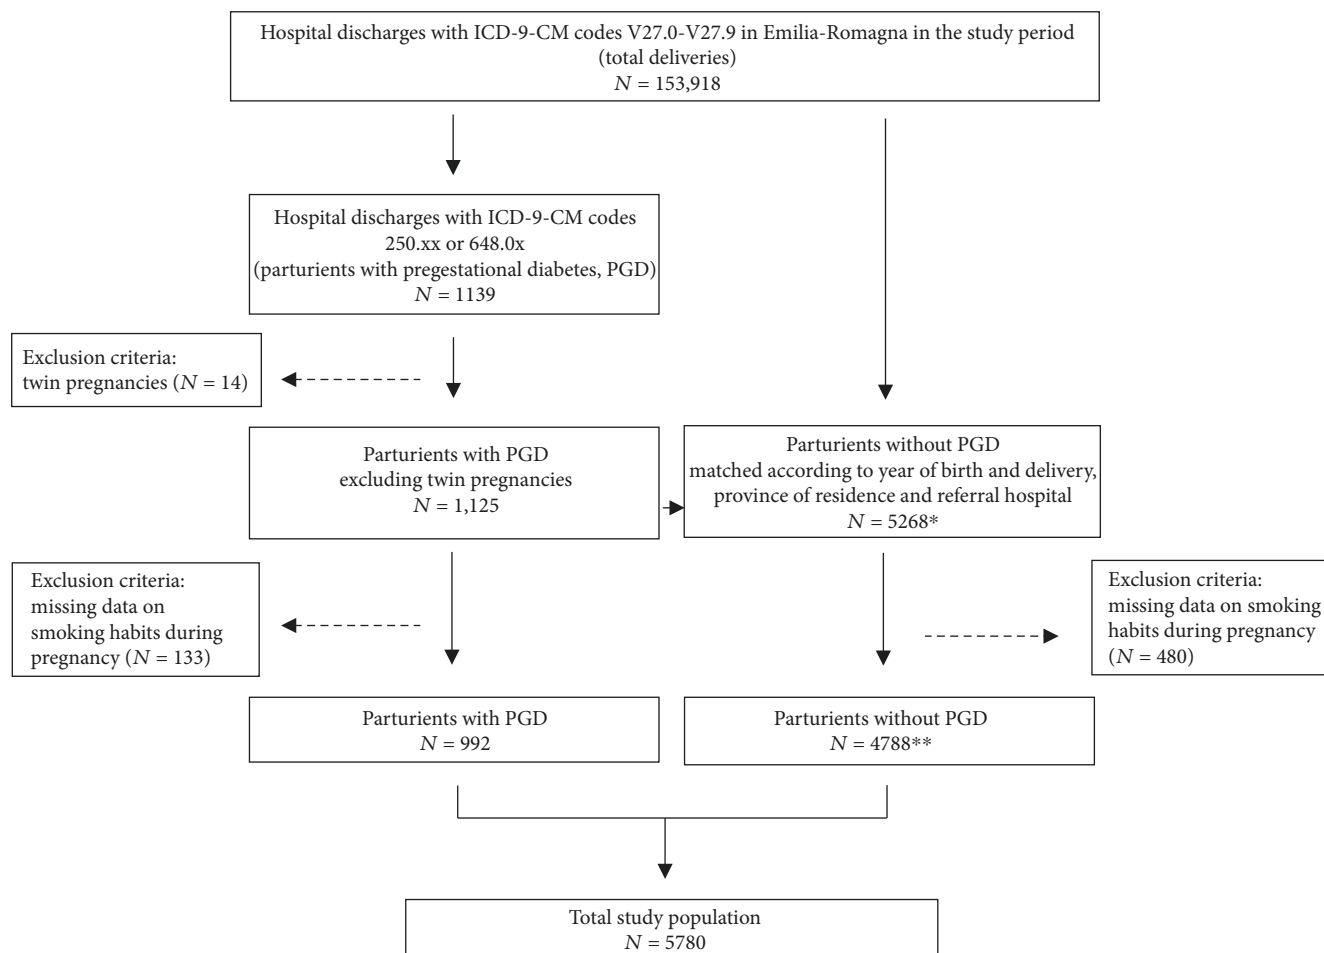 Hospital discharges with ICD-9-CM codes V27.0-V27.9 in Emilia-Romagna in the study period
(total deliveries)
N = 153,918
Hospital discharges with ICD-9-CM codes
250.xx or 648.0x
(parturients with pregestational diabetes, PGD)
N = 1139
Exclusion criteria:
twin pregnancies (N = 14)
Parturients with PGD
excluding twin pregnancies
N = 1,125
Parturients without PGD
matched according to year of birth and delivery,
province of residence and referral hospital
N = 5268*
Exclusion criteria:
missing data on
smoking habits during
pregnancy (N = 133)
Exclusion criteria:
missing data on smoking
habits during pregnancy
(N = 480)
Parturients with PGD
N = 992
Parturients without PGD
N = 4788**
Total study population
N = 5780